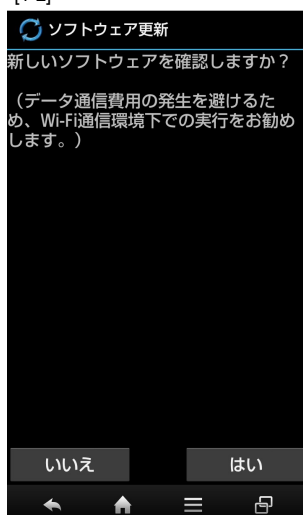 ソフトウェア更新
新しいソフトウェアを確認しますか？
（データ通信費用の発生を避けるた
め、Wi-Fi通信環境下での実行をお勧め
します。）
いいえ
はい